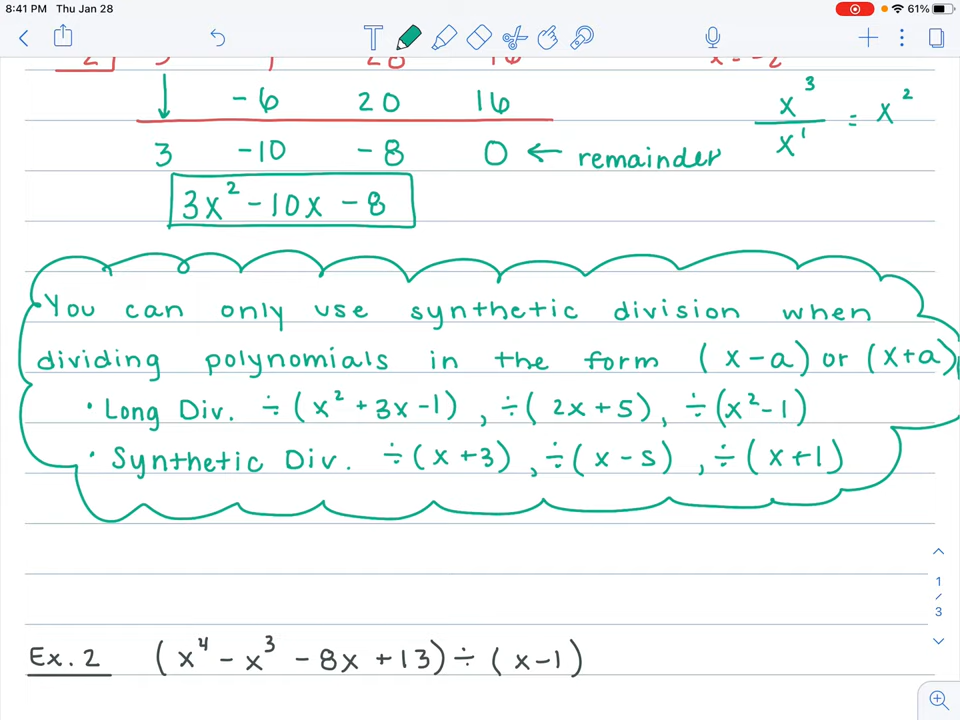 8:41 PM Thu Jan 28 61%
T
-6 20 16
x³/x¹ = x²
3 -10 -8 0 ← remainder
3x² - 10x - 8
• You can only use synthetic division when
dividing polynomials in the form (x - a) or (x + a)
• Long Div. ÷ (x² + 3x - 1), ÷ (2x + 5), ÷ (x² - 1)
• Synthetic Div. ÷ (x + 3), ÷ (x - 5), ÷ (x + 1)
1
/
3
Ex. 2 (x⁴ - x³ - 8x + 13) ÷ (x - 1)